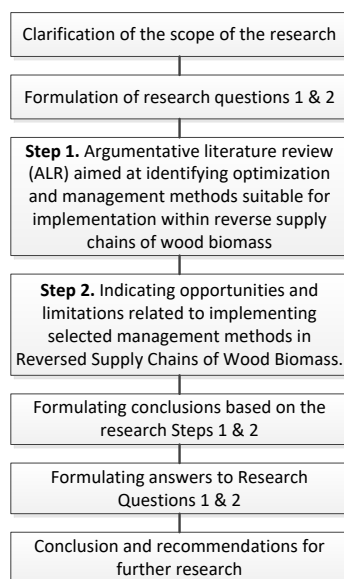 Clarification of the scope of the research
Formulation of research questions 1 & 2
Step 1. Argumentative literature review
(ALR) aimed at identifying optimization
and management methods suitable for
implementation within reverse supply
chains of wood biomass
Step 2. Indicating opportunities and
limitations related to implementing
selected management methods in
Reversed Supply Chains of Wood Biomass.
Formulating conclusions based on the
research Steps 1 & 2
Formulating answers to Research
Questions 1 & 2
Conclusion and recommendations for
further research